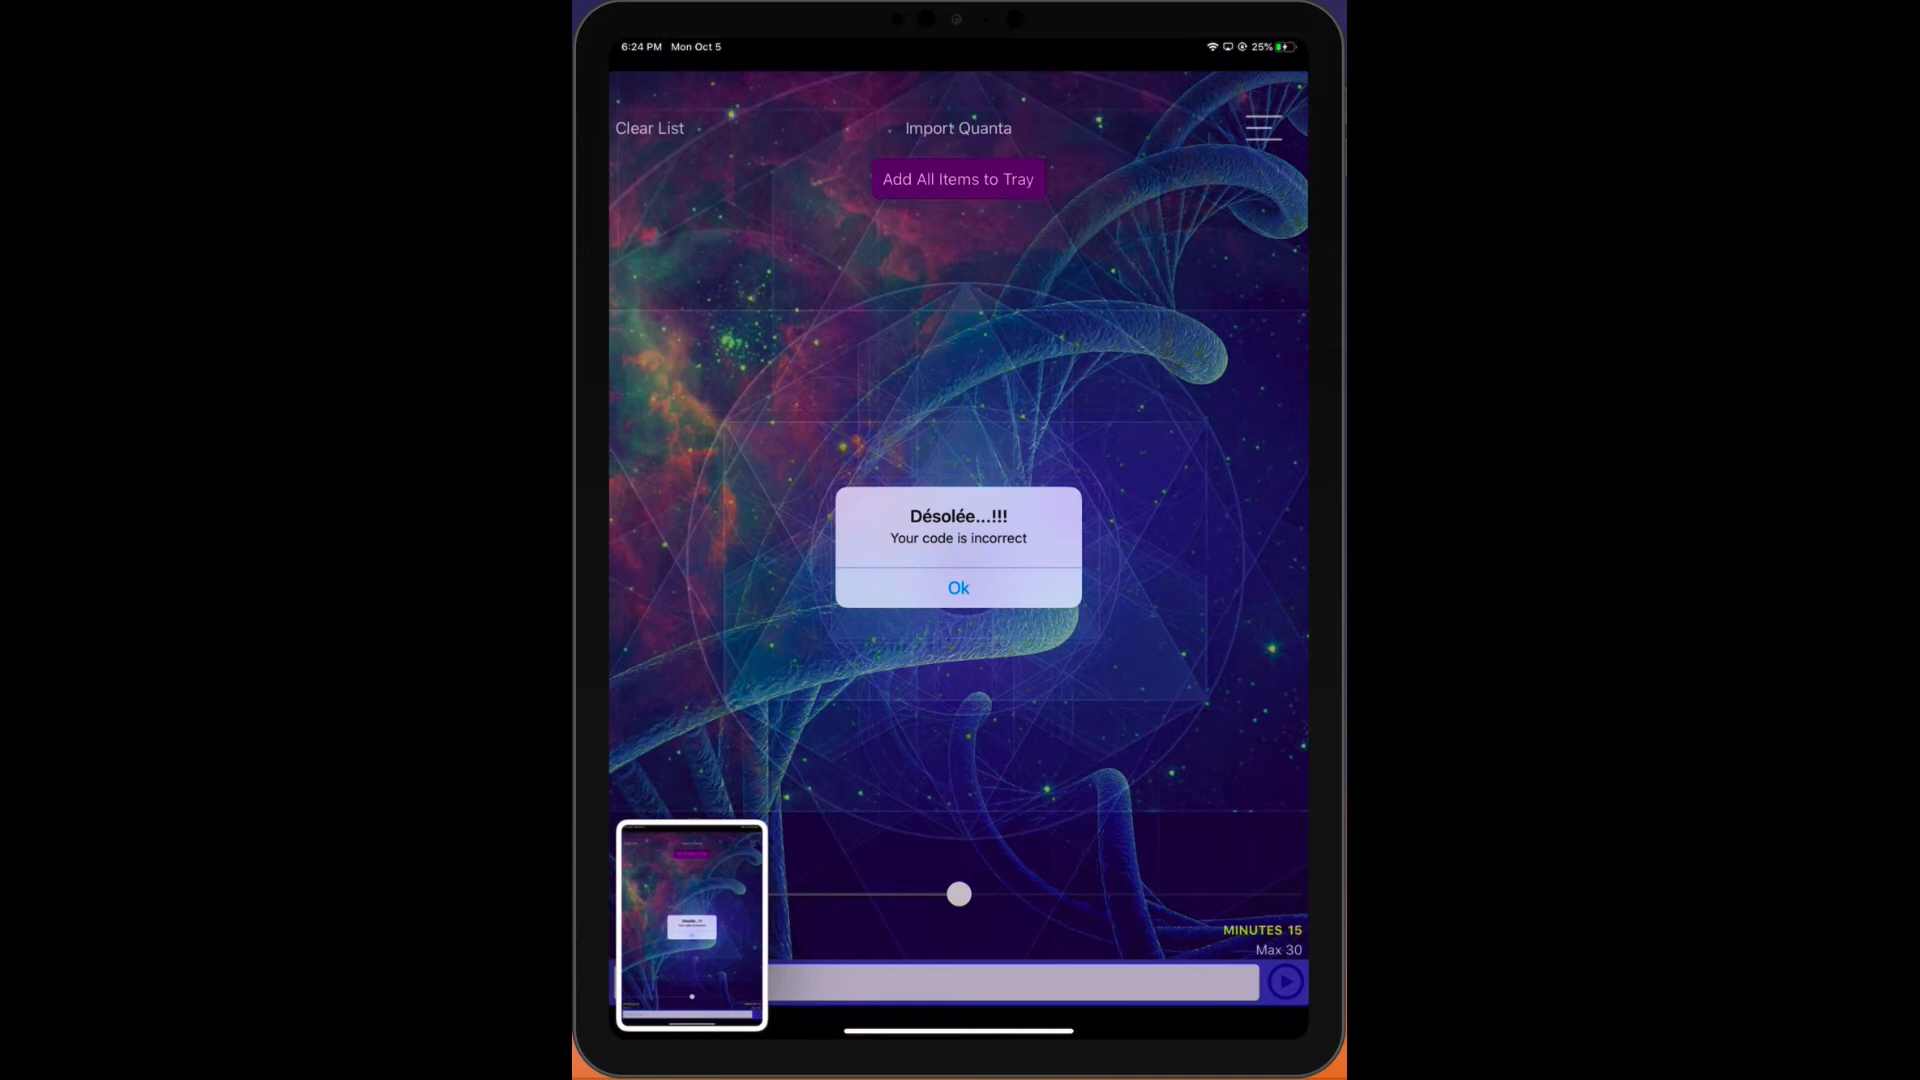 6:24 PM Mon Oct 5
25%
Clear List
Import Quanta
Add All Items to Tray
Désolée...!!!
Your code is incorrect
Ok
MINUTES 15
Max 30